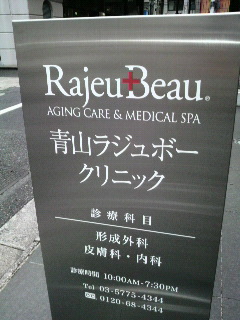 Rajeu Beau®
AGING CARE & MEDICAL SPA
青山ラジュボー
クリニック
診療科目
形成外科
皮膚科・内科
診療時間 10:00AM-7:30PM
Tel 03-5775-4344
0120-68-4344